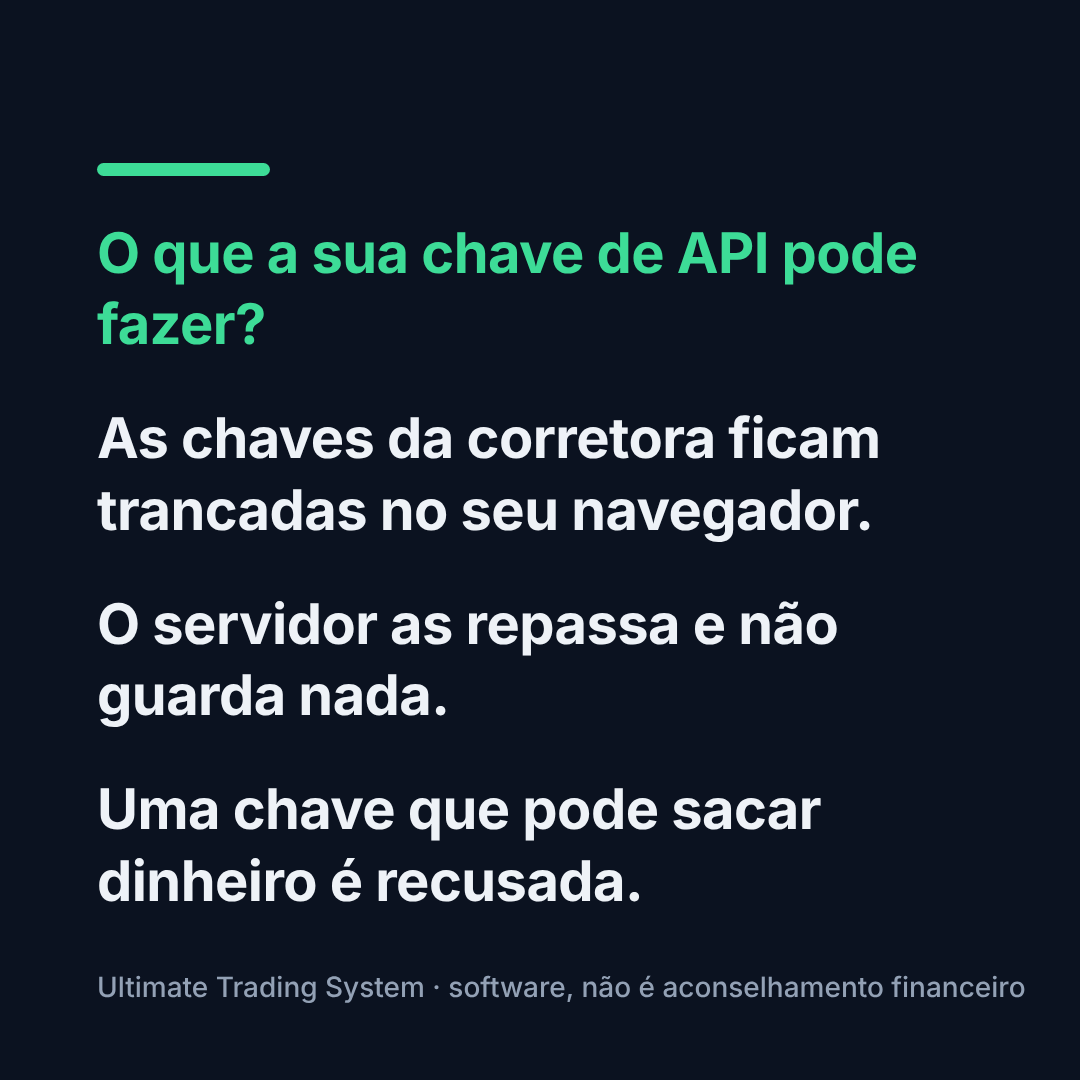 O que a sua chave de API pode
fazer?
As chaves da corretora ficam
trancadas no seu navegador.
O servidor as repassa e não
guarda nada.
Uma chave que pode sacar
dinheiro é recusada.
Ultimate Trading System · software, não é aconselhamento financeiro